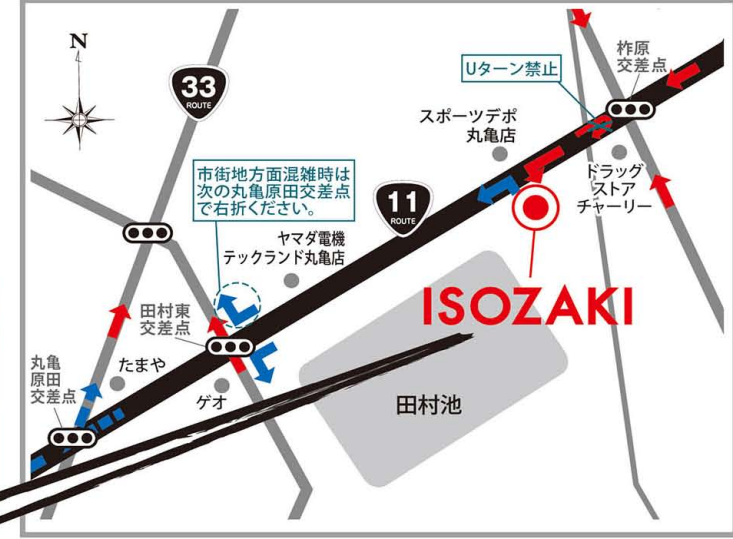 N
33
ROUTE
Uターン禁止
柞原
交差点
スポーツデポ
丸亀店
ドラッグ
ストア
チャーリー
市街地方面混雑時は
次の丸亀原田交差点
で右折ください。
11
ROUTE
ヤマダ電機
テックランド丸亀店
ISOZAKI
田村東
交差点
丸亀
原田
交差点
たまや
ゲオ
田村池